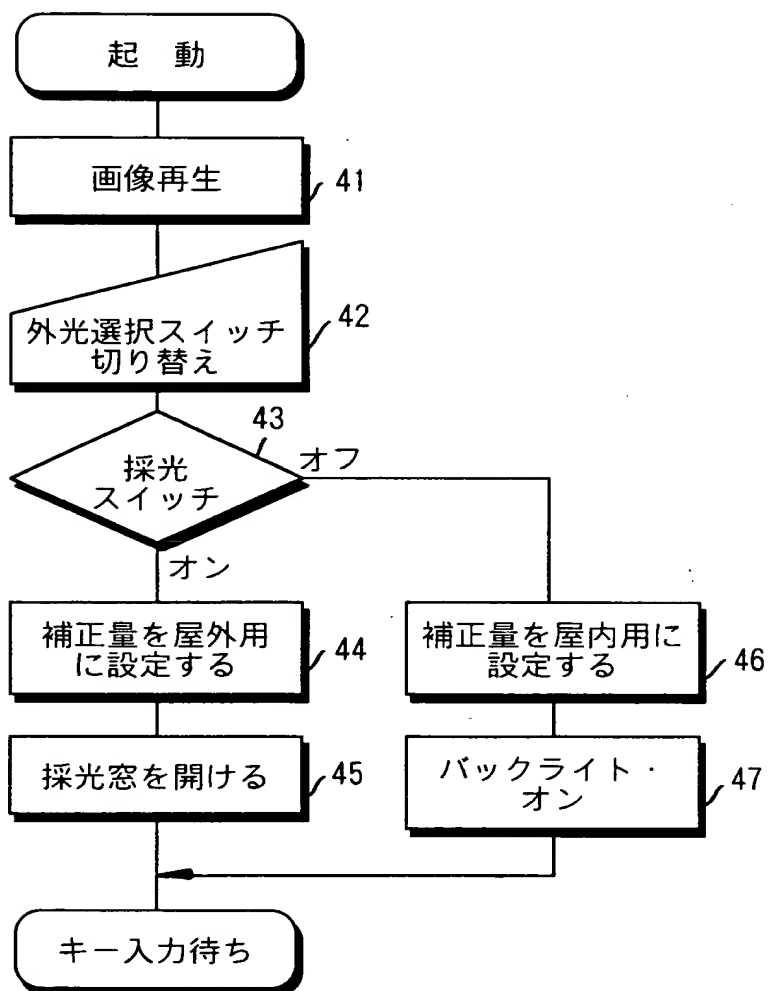 起 動
画像再生
41
外光選択スイッチ
切り替え
42
43
採光
スイッチ
オフ
オン
補正量を屋外用
に設定する
44
補正量を屋内用に
設定する
46
採光窓を開ける
45
バックライト・
オン
47
キー入力待ち